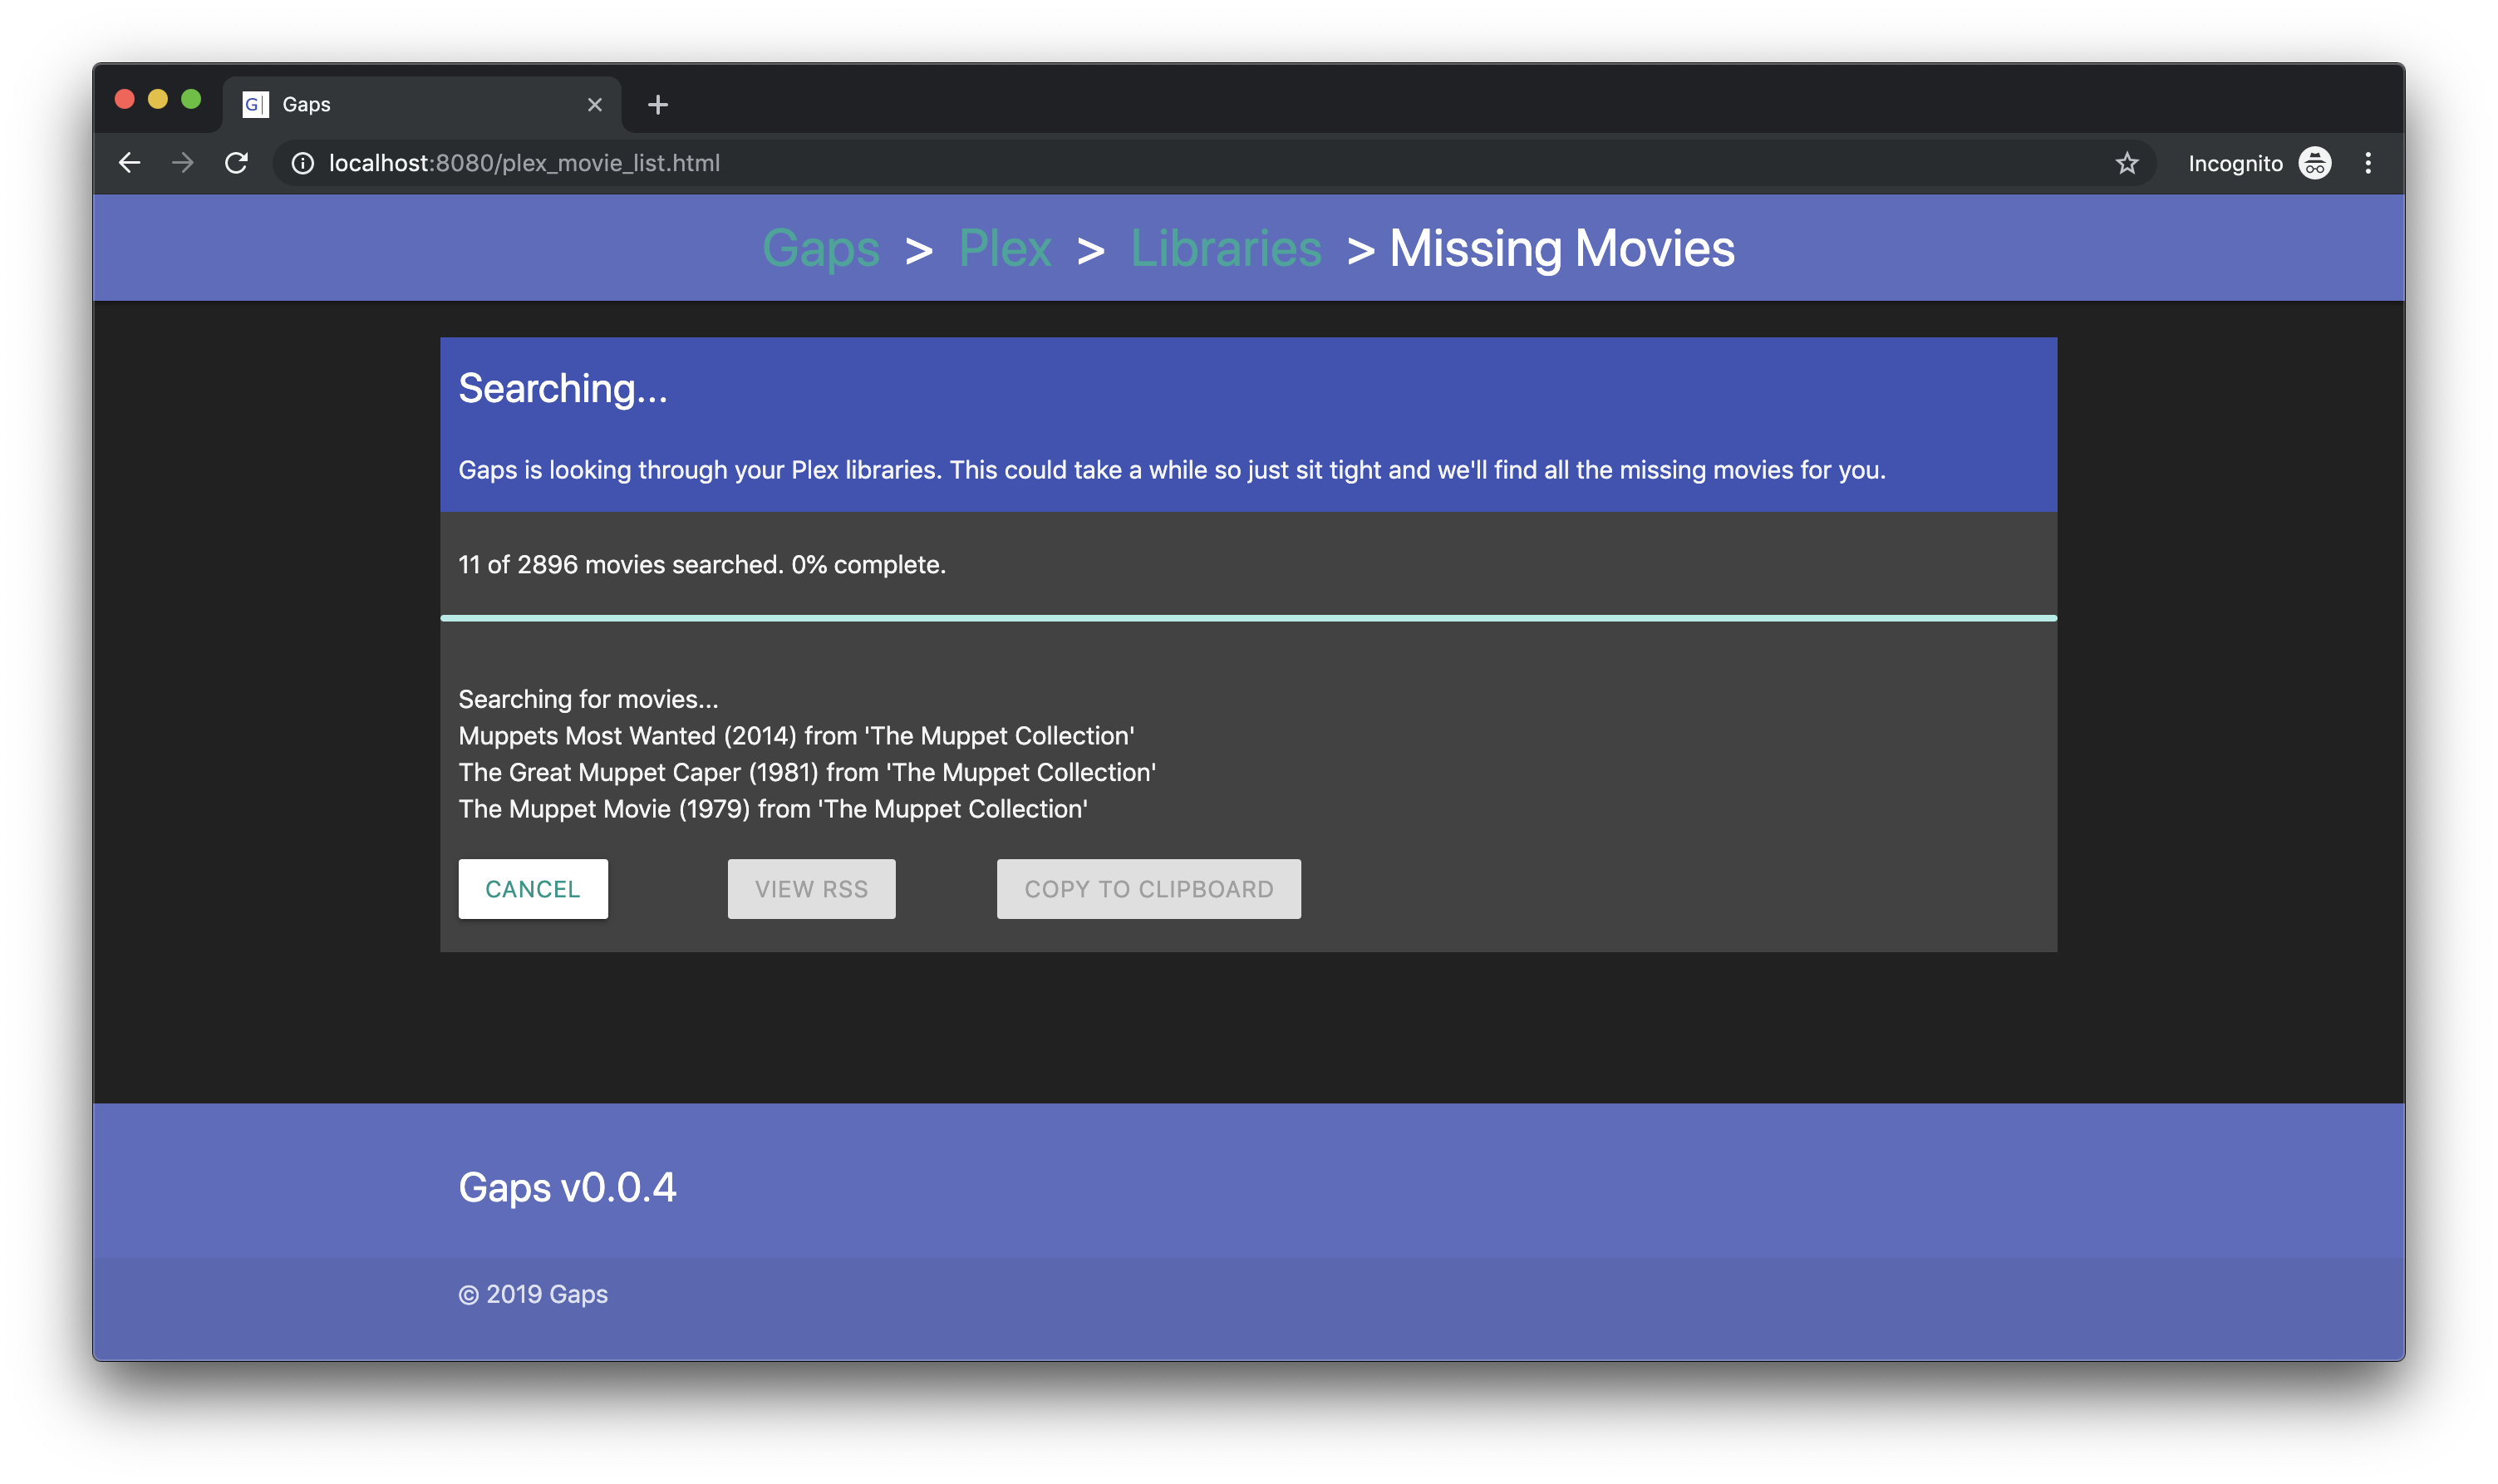 G| Gaps
localhost:8080/plex_movie_list.html
Incognito
Gaps > Plex > Libraries > Missing Movies
Searching...
Gaps is looking through your Plex libraries. This could take a while so just sit tight and we'll find all the missing movies for you.
11 of 2896 movies searched. 0% complete.
Searching for movies...
Muppets Most Wanted (2014) from 'The Muppet Collection'
The Great Muppet Caper (1981) from 'The Muppet Collection'
The Muppet Movie (1979) from 'The Muppet Collection'
CANCEL VIEW RSS COPY TO CLIPBOARD
Gaps v0.0.4
© 2019 Gaps